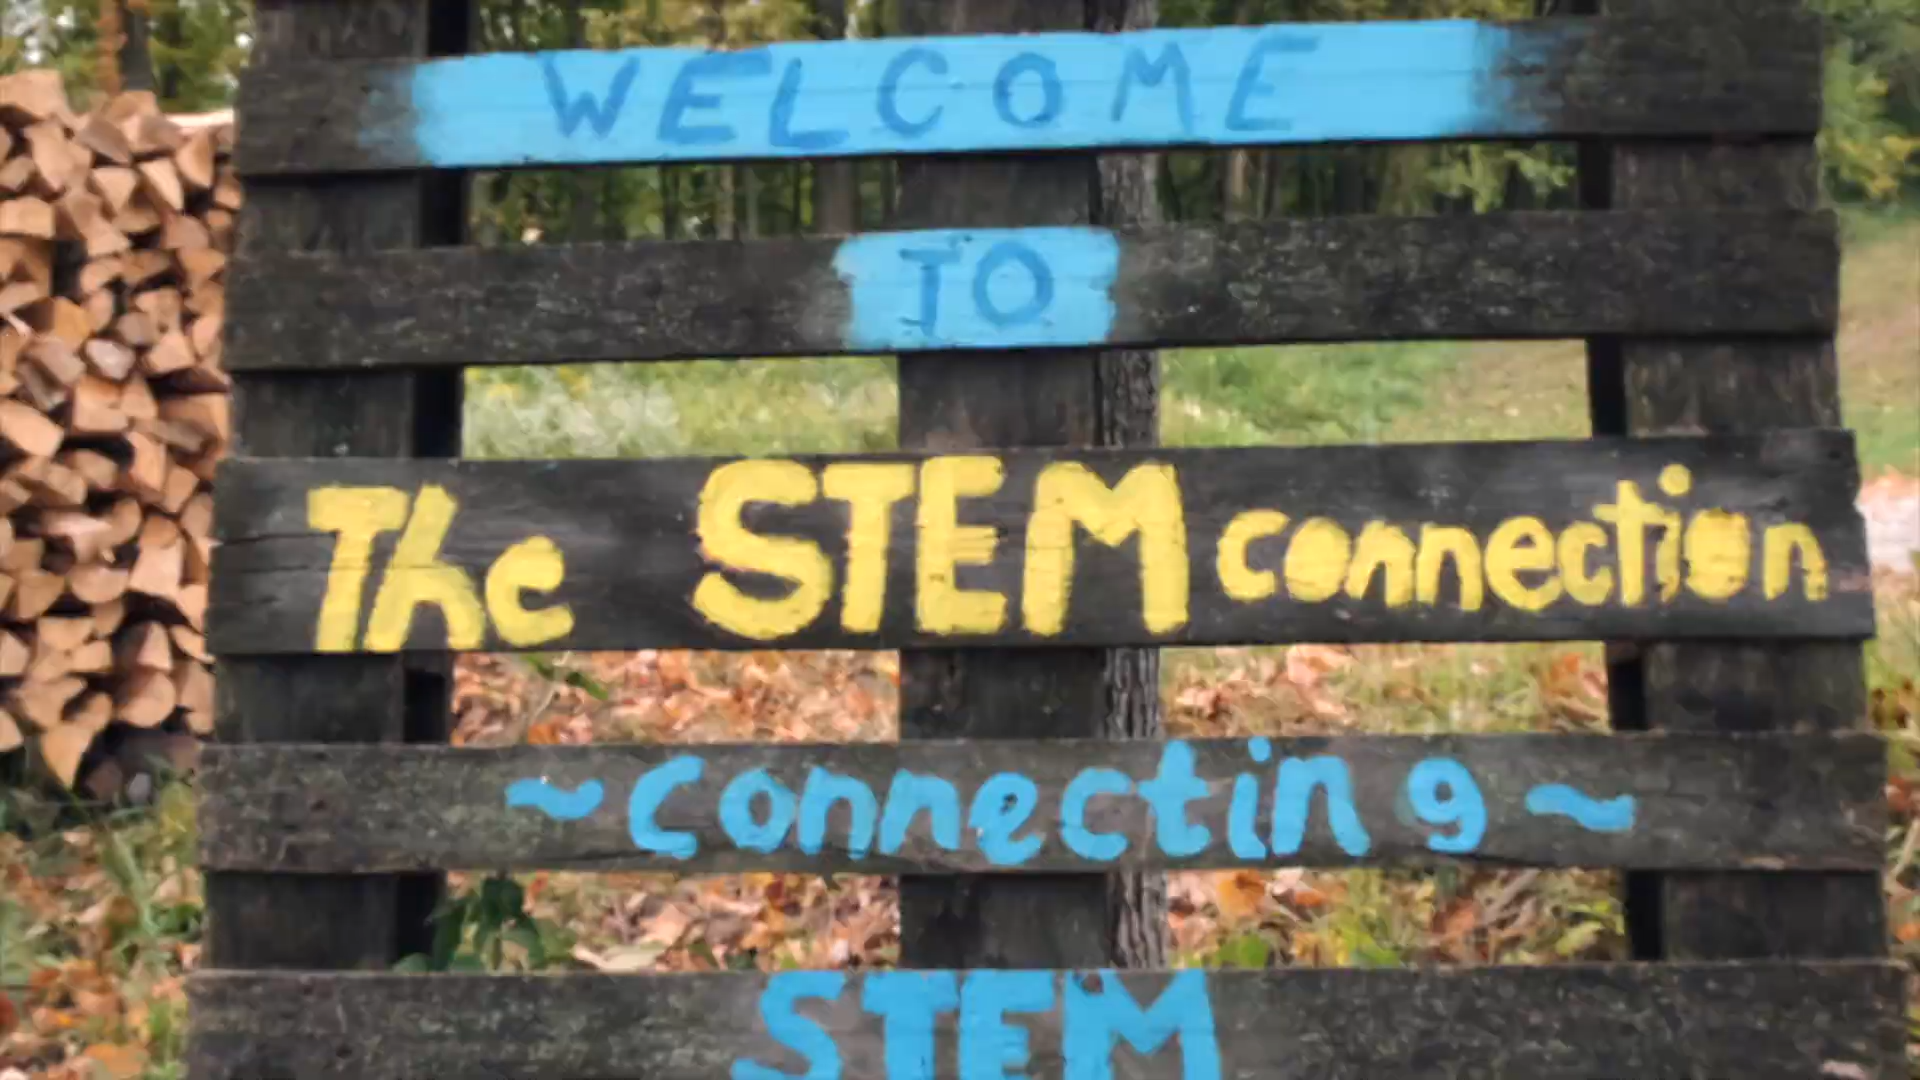 WELCOME
TO
The STEM connection
~connecting~
STEM